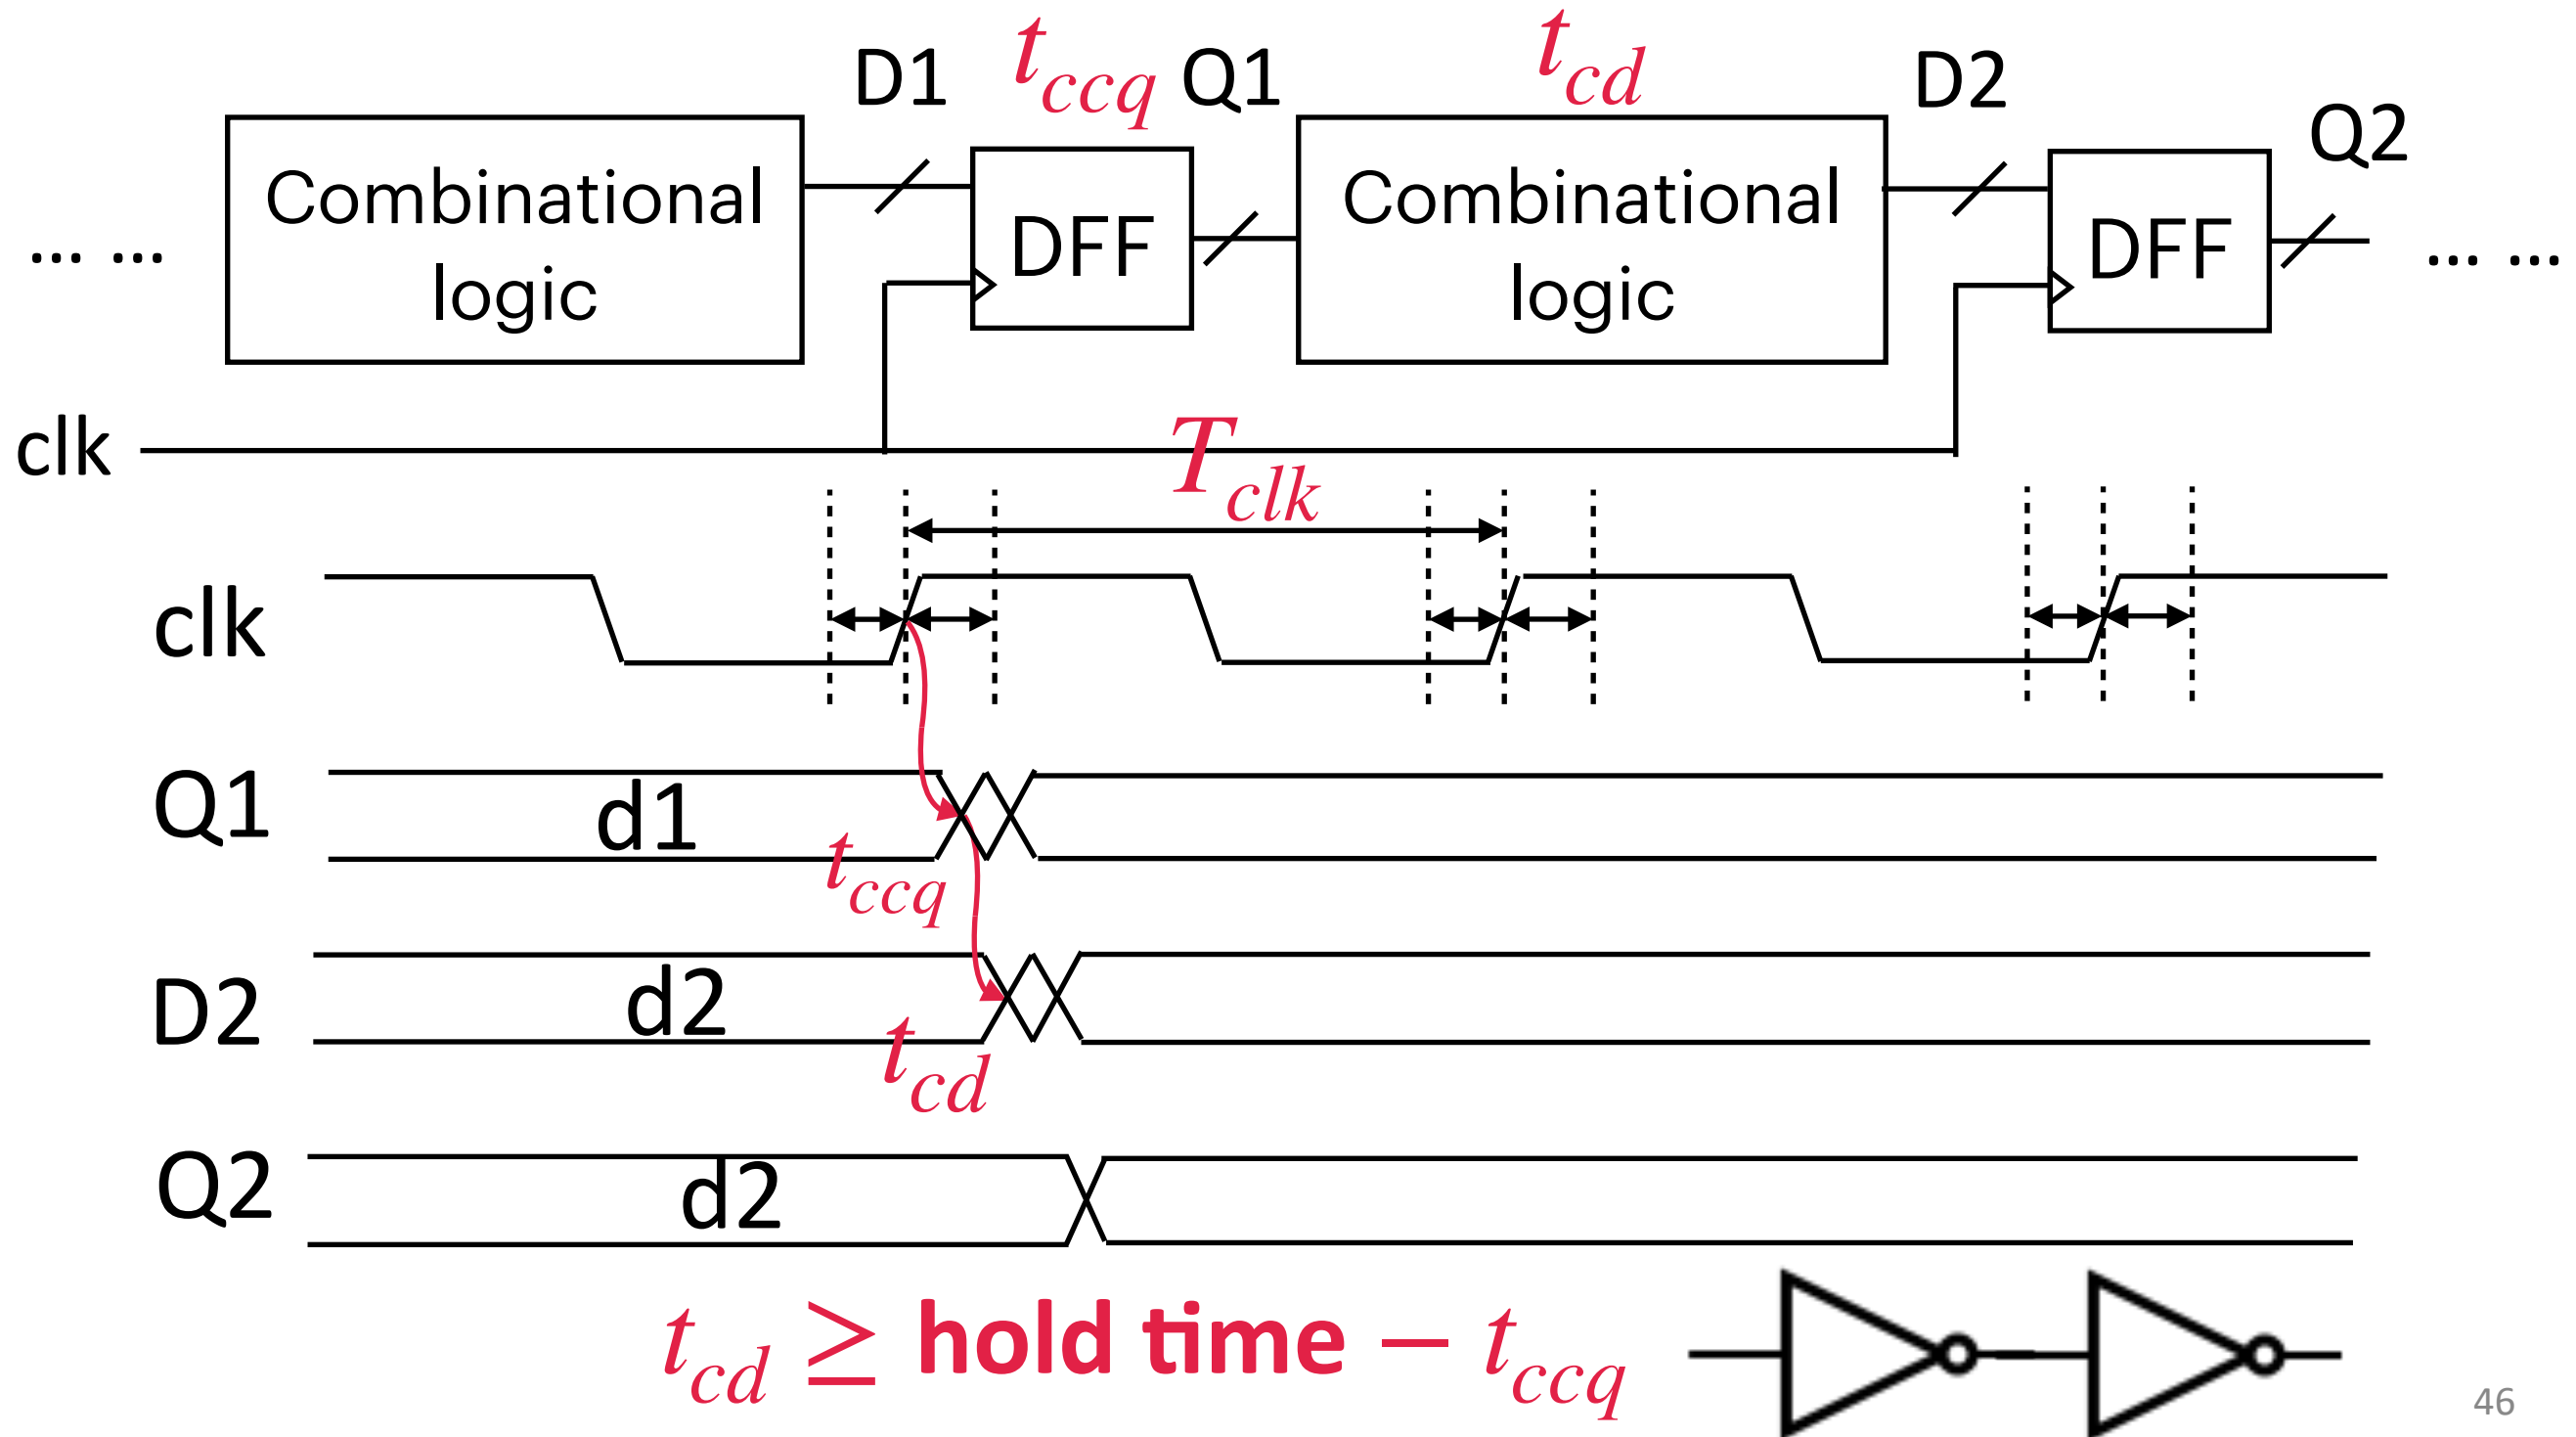 D1 t_ccq Q1 t_cd D2 Q2
... ... Combinational logic DFF Combinational logic DFF ... ...
clk
T_clk
clk
Q1 d1
t_ccq
D2 d2
t_cd
Q2 d2
t_cd ≥ hold time − t_ccq
46